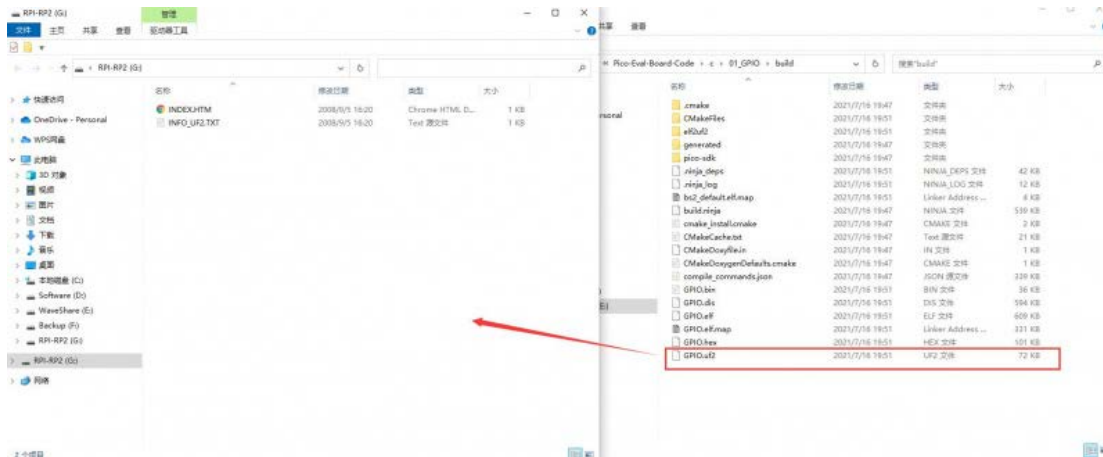 RPI-RP2 (G:)
管理
文件 主页 共享 查看 驱动器工具
RPI-RP2 (G:)
名称 修改日期 类型 大小
INDEX.HTM 2008/9/5 16:20 Chrome HTML D... 1 KB
INFO_UF2.TXT 2008/9/5 16:20 Text 源文件 1 KB
快速访问
OneDrive - Personal
WPS网盘
此电脑
3D 对象
视频
图片
文档
下载
音乐
桌面
本地磁盘 (C:)
Software (D:)
WaveShare (E:)
Backup (F:)
RPI-RP2 (G:)
RPI-RP2 (G:)
网络
2 个项目
共享 查看
« Pico-Eval-Board-Code › c › 01_GPIO › build 搜索"build"
名称 修改日期 类型 大小
.cmake 2021/7/16 19:47 文件夹
CMakeFiles 2021/7/16 19:51 文件夹
elf2uf2 2021/7/16 19:51 文件夹
generated 2021/7/16 19:47 文件夹
pico-sdk 2021/7/16 19:47 文件夹
.ninja_deps 2021/7/16 19:51 NINJA_DEPS 文件 42 KB
.ninja_log 2021/7/16 19:51 NINJA_LOG 文件 12 KB
bs2_default.elf.map 2021/7/16 19:51 Linker Address ... 6 KB
build.ninja 2021/7/16 19:47 NINJA 文件 539 KB
cmake_install.cmake 2021/7/16 19:47 CMAKE 文件 2 KB
CMakeCache.txt 2021/7/16 19:47 Text 源文件 21 KB
CMakeDoxyfile.in 2021/7/16 19:47 IN 文件 1 KB
CMakeDoxygenDefaults.cmake 2021/7/16 19:47 CMAKE 文件 1 KB
compile_commands.json 2021/7/16 19:47 JSON 源文件 339 KB
GPIO.bin 2021/7/16 19:51 BIN 文件 36 KB
GPIO.dis 2021/7/16 19:51 DIS 文件 594 KB
GPIO.elf 2021/7/16 19:51 ELF 文件 609 KB
GPIO.elf.map 2021/7/16 19:51 Linker Address ... 331 KB
GPIO.hex 2021/7/16 19:51 HEX 文件 101 KB
GPIO.uf2 2021/7/16 19:51 UF2 文件 72 KB